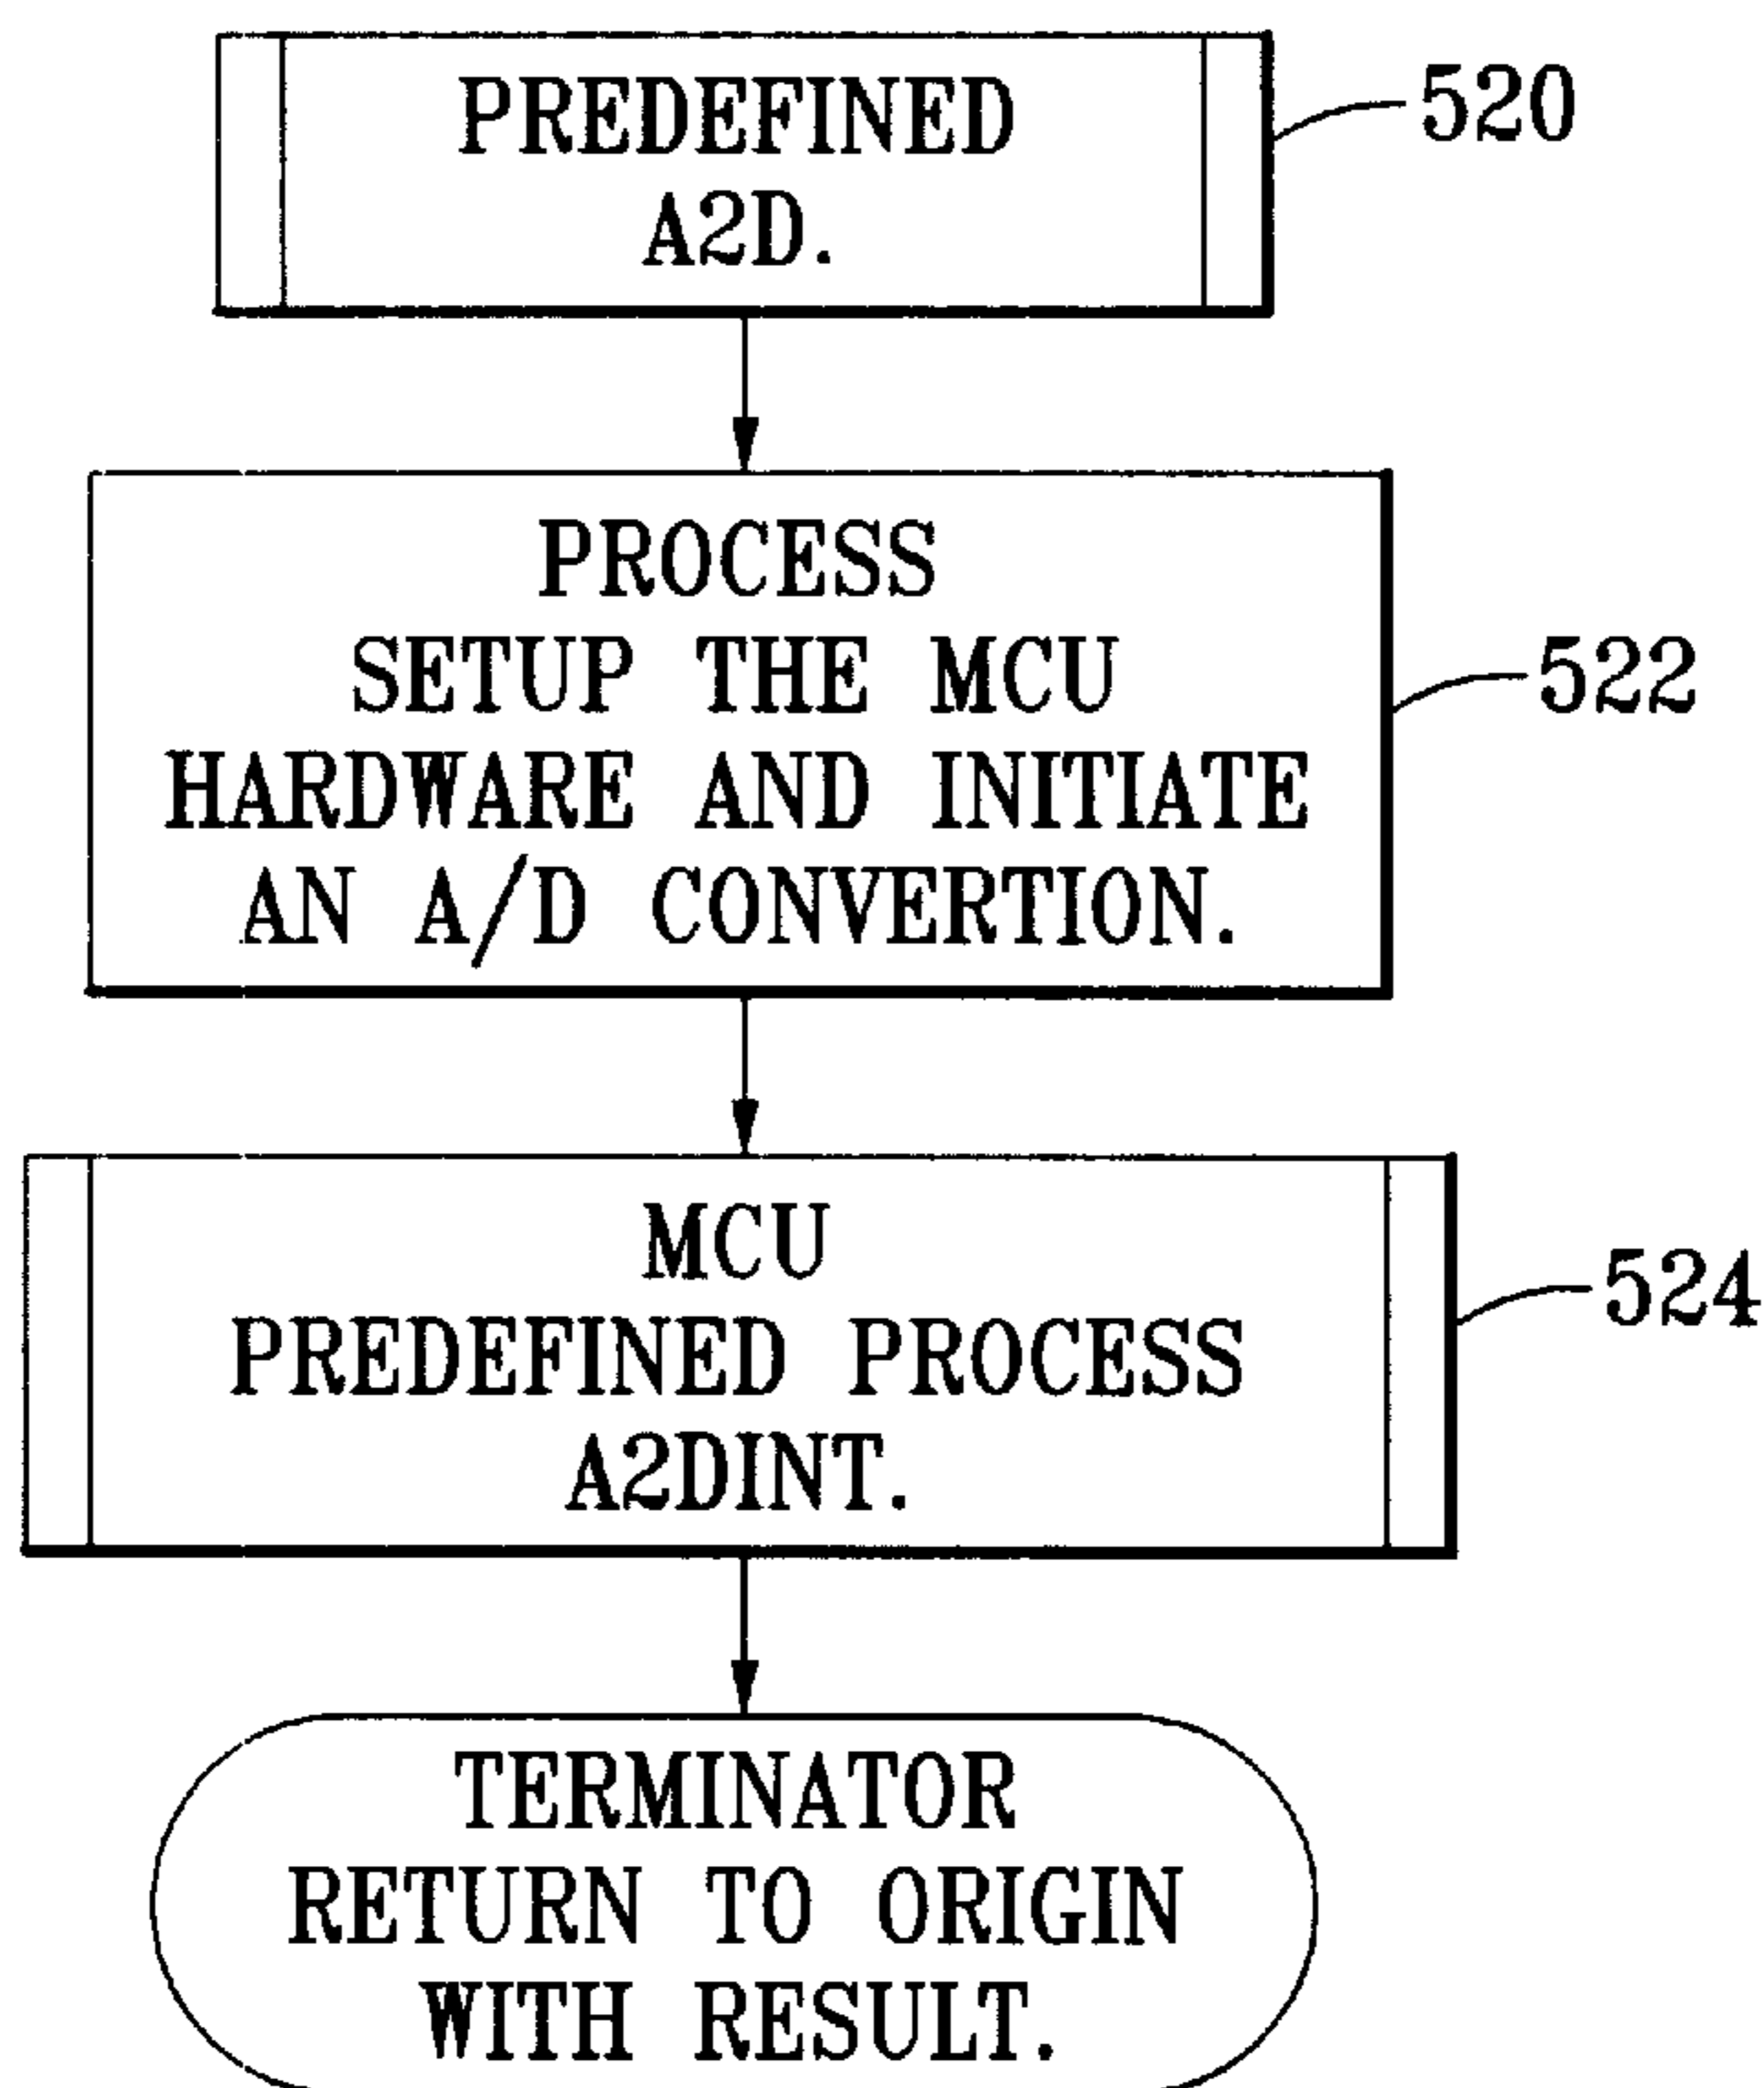 PREDEFINED
A2D.
520
PROCESS
SETUP THE MCU
HARDWARE AND INITIATE
AN A/D CONVERTION.
522
MCU
PREDEFINED PROCESS
A2DINT.
524
TERMINATOR
RETURN TO ORIGIN
WITH RESULT.